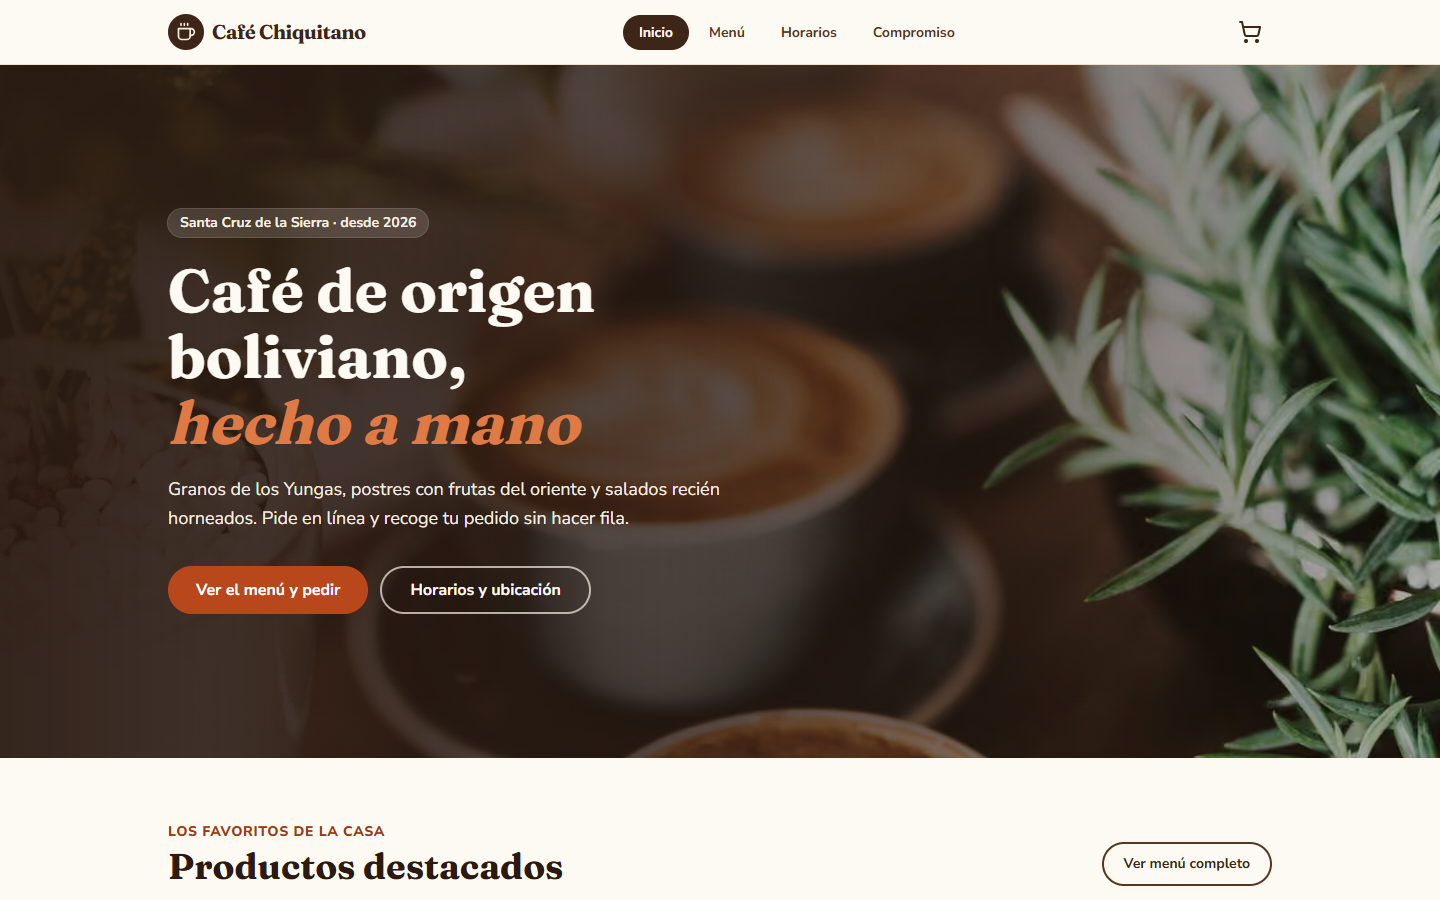 Café Chiquitano
Inicio
Menú
Horarios
Compromiso
Santa Cruz de la Sierra · desde 2026
Café de origen
boliviano,
hecho a mano
Granos de los Yungas, postres con frutas del oriente y salados recién
horneados. Pide en línea y recoge tu pedido sin hacer fila.
Ver el menú y pedir
Horarios y ubicación
LOS FAVORITOS DE LA CASA
Productos destacados
Ver menú completo